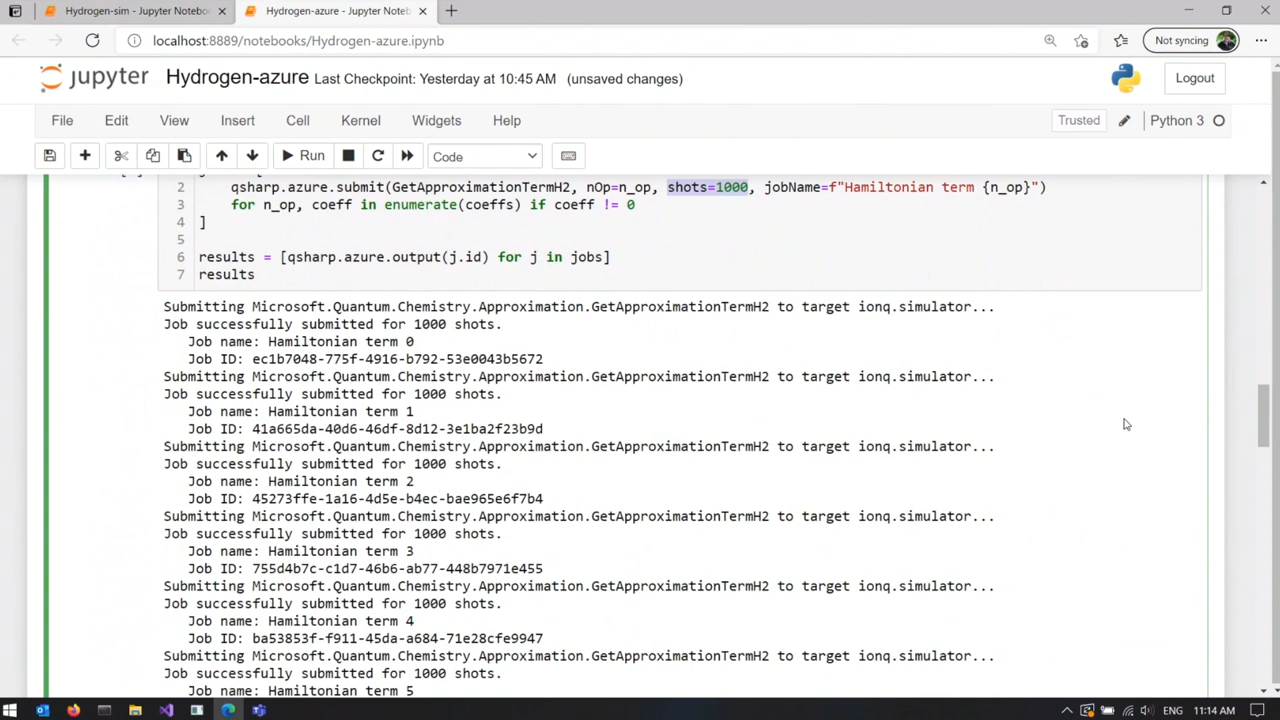 Hydrogen-sim - Jupyter Noteboo
Hydrogen-azure - Jupyter Noteb
localhost:8889/notebooks/Hydrogen-azure.ipynb
Not syncing
jupyter Hydrogen-azure Last Checkpoint: Yesterday at 10:45 AM (unsaved changes)
Logout
File Edit View Insert Cell Kernel Widgets Help
Trusted Python 3
Run Code
2 qsharp.azure.submit(GetApproximationTermH2, nOp=n_op, shots=1000, jobName=f"Hamiltonian term {n_op}")
3 for n_op, coeff in enumerate(coeffs) if coeff != 0
4 ]
5
6 results = [qsharp.azure.output(j.id) for j in jobs]
7 results
Submitting Microsoft.Quantum.Chemistry.Approximation.GetApproximationTermH2 to target ionq.simulator...
Job successfully submitted for 1000 shots.
Job name: Hamiltonian term 0
Job ID: ec1b7048-775f-4916-b792-53e0043b5672
Submitting Microsoft.Quantum.Chemistry.Approximation.GetApproximationTermH2 to target ionq.simulator...
Job successfully submitted for 1000 shots.
Job name: Hamiltonian term 1
Job ID: 41a665da-40d6-46df-8d12-3e1ba2f23b9d
Submitting Microsoft.Quantum.Chemistry.Approximation.GetApproximationTermH2 to target ionq.simulator...
Job successfully submitted for 1000 shots.
Job name: Hamiltonian term 2
Job ID: 45273ffe-1a16-4d5e-b4ec-bae965e6f7b4
Submitting Microsoft.Quantum.Chemistry.Approximation.GetApproximationTermH2 to target ionq.simulator...
Job successfully submitted for 1000 shots.
Job name: Hamiltonian term 3
Job ID: 755d4b7c-c1d7-46b6-ab77-448b7971e455
Submitting Microsoft.Quantum.Chemistry.Approximation.GetApproximationTermH2 to target ionq.simulator...
Job successfully submitted for 1000 shots.
Job name: Hamiltonian term 4
Job ID: ba53853f-f911-45da-a684-71e28cfe9947
Submitting Microsoft.Quantum.Chemistry.Approximation.GetApproximationTermH2 to target ionq.simulator...
Job successfully submitted for 1000 shots.
Job name: Hamiltonian term 5
ENG 11:14 AM